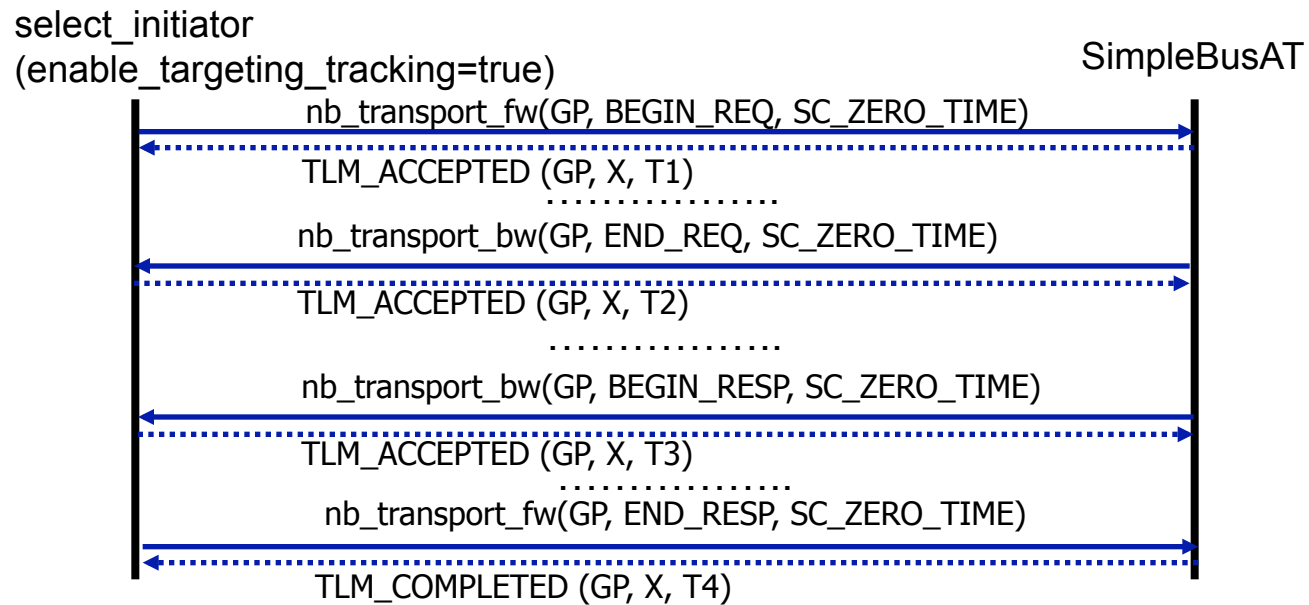 select_initiator
(enable_targeting_tracking=true)
SimpleBusAT
nb_transport_fw(GP, BEGIN_REQ, SC_ZERO_TIME)
TLM_ACCEPTED (GP, X, T1)
.................
nb_transport_bw(GP, END_REQ, SC_ZERO_TIME)
TLM_ACCEPTED (GP, X, T2)
.................
nb_transport_bw(GP, BEGIN_RESP, SC_ZERO_TIME)
TLM_ACCEPTED (GP, X, T3)
.................
nb_transport_fw(GP, END_RESP, SC_ZERO_TIME)
TLM_COMPLETED (GP, X, T4)